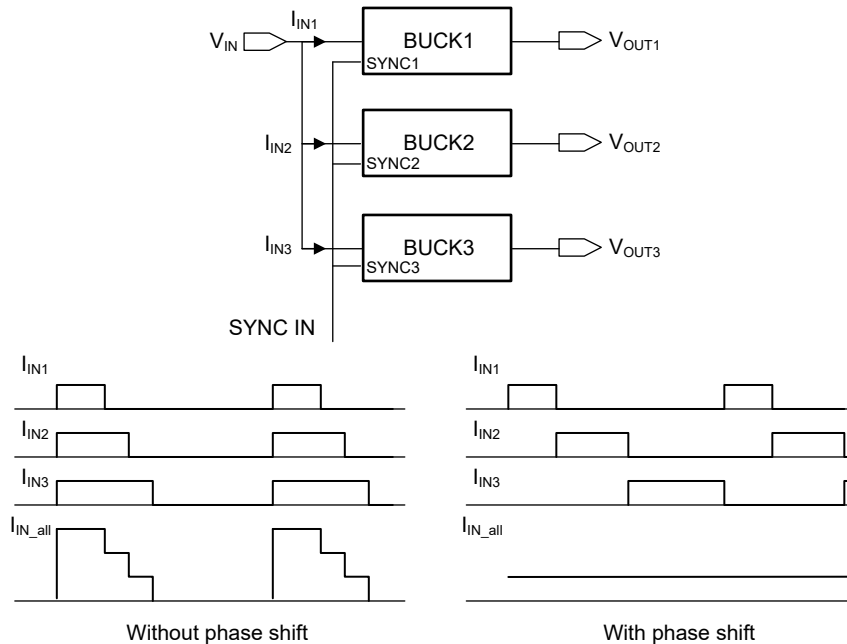 I_IN1
V_IN
BUCK1
SYNC1
V_OUT1
I_IN2
BUCK2
SYNC2
V_OUT2
I_IN3
BUCK3
SYNC3
V_OUT3
SYNC IN
I_IN1
I_IN2
I_IN3
I_IN_all
Without phase shift
I_IN1
I_IN2
I_IN3
I_IN_all
With phase shift